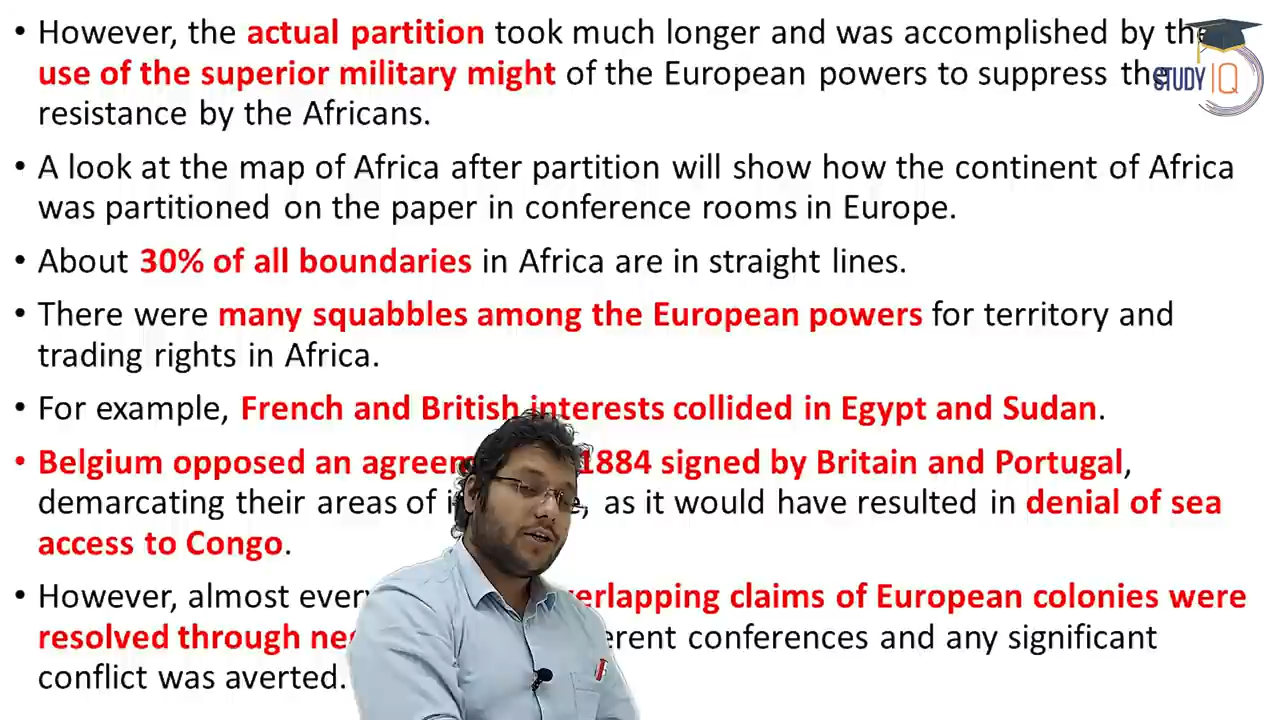 • However, the actual partition took much longer and was accomplished by the
use of the superior military might of the European powers to suppress the
resistance by the Africans.
• A look at the map of Africa after partition will show how the continent of Africa
was partitioned on the paper in conference rooms in Europe.
• About 30% of all boundaries in Africa are in straight lines.
• There were many squabbles among the European powers for territory and
trading rights in Africa.
• For example, French and British interests collided in Egypt and Sudan.
• Belgium opposed an 1884 signed by Britain and Portugal,
demarcating their areas of as it would have resulted in denial of sea
access to Congo.
• However, almost claims of European colonies were
resolved through conferences and any significant
conflict was averted.
STUDY IQ